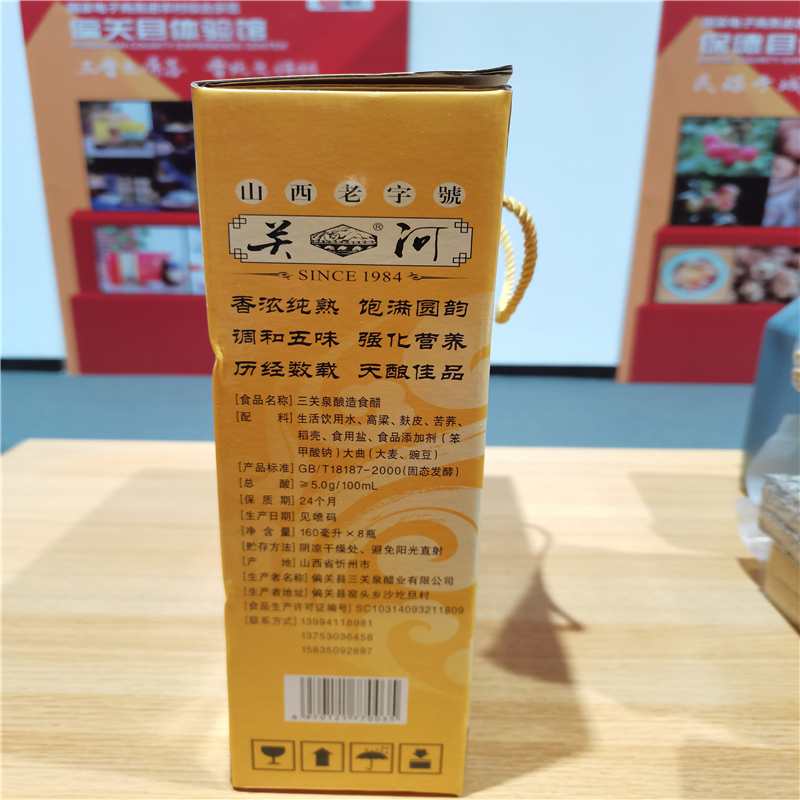 偏关县体验馆
山西老字號
关河®
SINCE 1984
香浓纯熟 饱满圆韵
调和五味 强化营养
历经数载 天酿佳品
[食品名称] 三关泉酿造食醋
[配 料] 生活饮用水、高粱、麸皮、苦荞、
稻壳、食用盐、食品添加剂（苯
甲酸钠）大曲（大麦、豌豆）
[产品标准] GB/T18187-2000(固态发酵)
[总 酸] ≥5.0g/100mL
[保 质 期] 24个月
[生产日期] 见喷码
[净 含 量] 160毫升×8瓶
[贮存方法] 阴凉干燥处、避免阳光直射
[产 地] 山西省忻州市
[生产者名称] 偏关县三关泉醋业有限公司
[生产者地址] 偏关县窑头乡沙圪旦村
[食品生产许可证编号] SC10314093211809
[联系方式] 13994118981
13753036458
15835092897
保德县